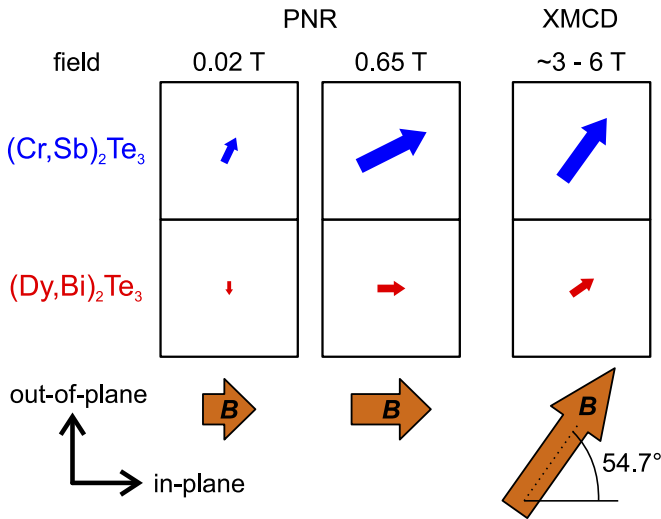 PNR XMCD
field 0.02 T 0.65 T ~3 - 6 T
(Cr,Sb)₂Te₃
(Dy,Bi)₂Te₃
out-of-plane B B B
54.7°
in-plane